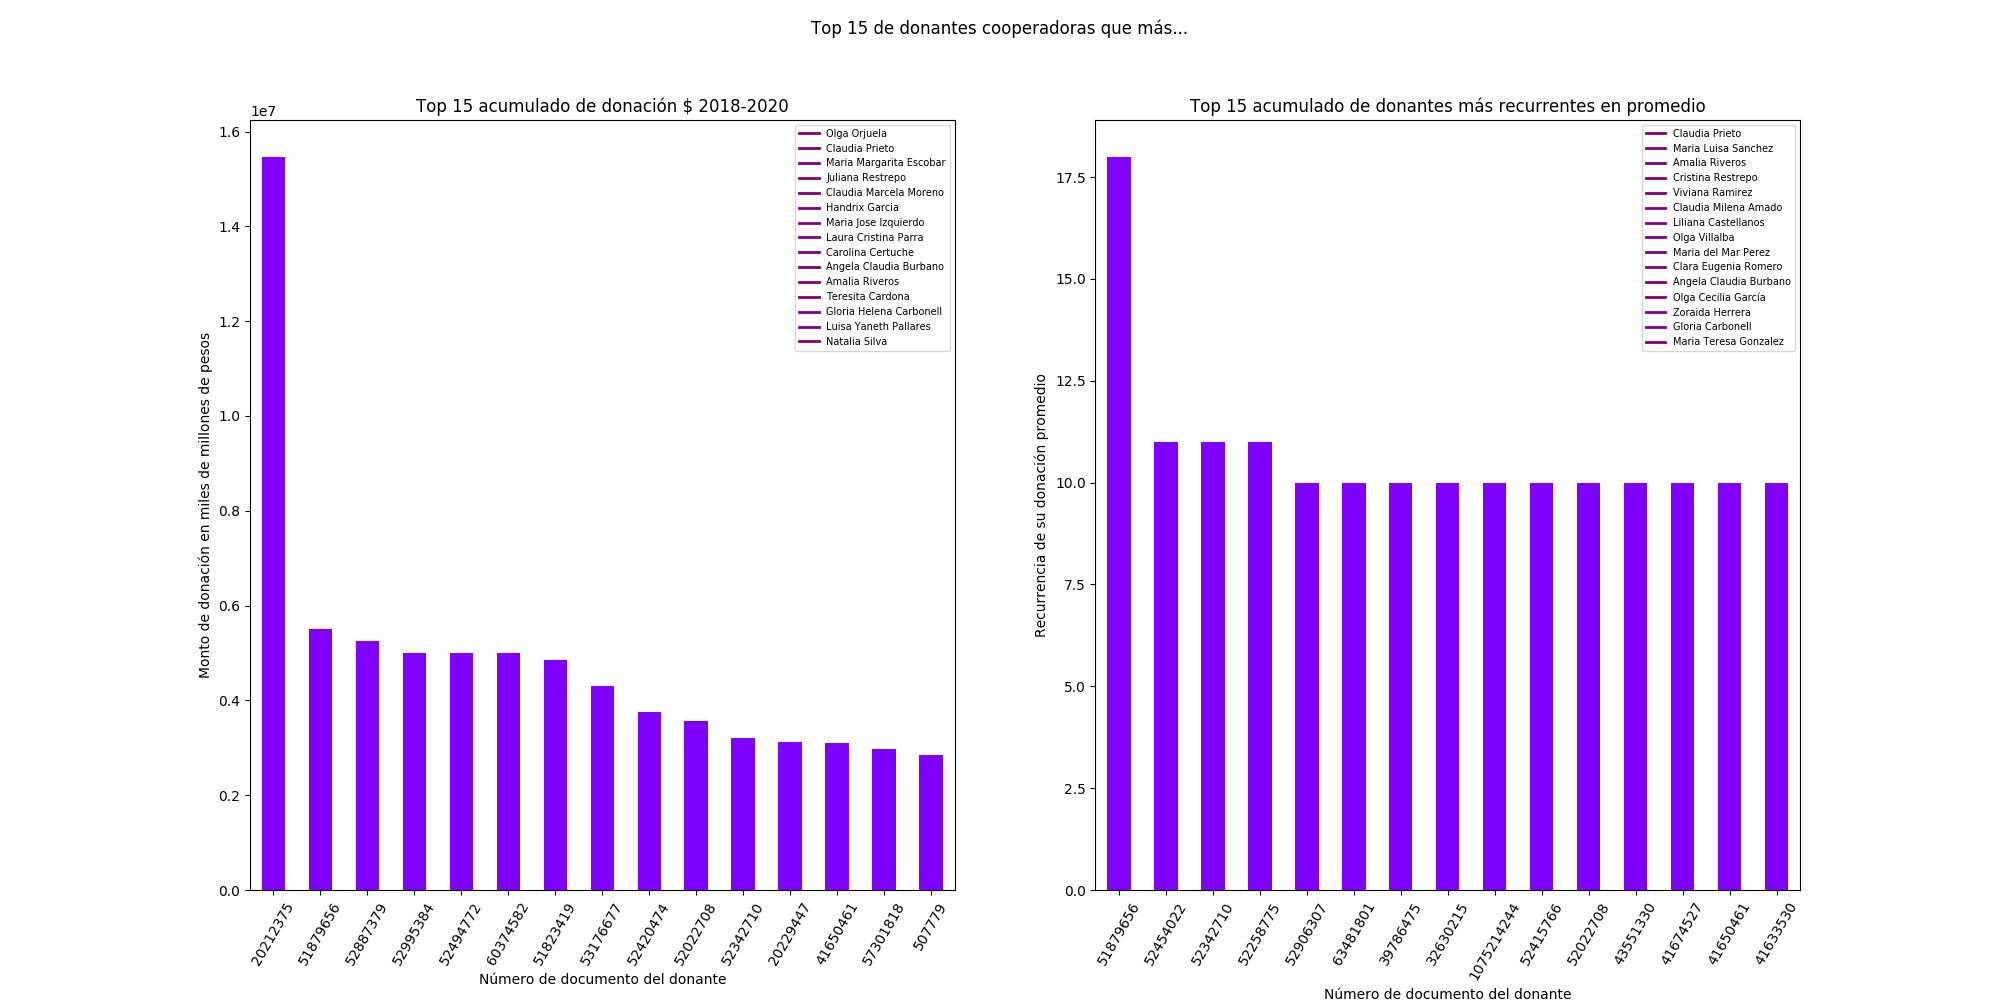 Top 15 de donantes cooperadoras que más...
Top 15 acumulado de donación $ 2018-2020
1e7
1.6
1.4
1.2
1.0
0.8
0.6
0.4
0.2
0.0
Monto de donación en miles de millones de pesos
Olga Orjuela
Claudia Prieto
Maria Margarita Escobar
Juliana Restrepo
Claudia Marcela Moreno
Handrix Garcia
Maria Jose Izquierdo
Laura Cristina Parra
Carolina Certuche
Angela Claudia Burbano
Amalia Riveros
Teresita Cardona
Gloria Helena Carbonell
Luisa Yaneth Pallares
Natalia Silva
20212375
51879656
52887379
52995384
52494772
60374582
51823419
53176677
52420474
52022708
52342710
20229447
41650461
57301818
507779
Número de documento del donante
Top 15 acumulado de donantes más recurrentes en promedio
17.5
15.0
12.5
10.0
7.5
5.0
2.5
0.0
Recurrencia de su donación promedio
Claudia Prieto
Maria Luisa Sanchez
Amalia Riveros
Cristina Restrepo
Viviana Ramirez
Claudia Milena Amado
Liliana Castellanos
Olga Villalba
Maria del Mar Perez
Clara Eugenia Romero
Angela Claudia Burbano
Olga Cecilia García
Zoraida Herrera
Gloria Carbonell
Maria Teresa Gonzalez
51879656
52454022
52342710
52258775
52906307
63481801
39786475
32630215
1075214244
52415766
52022708
43551330
41674527
41650461
41633530
Número de documento del donante